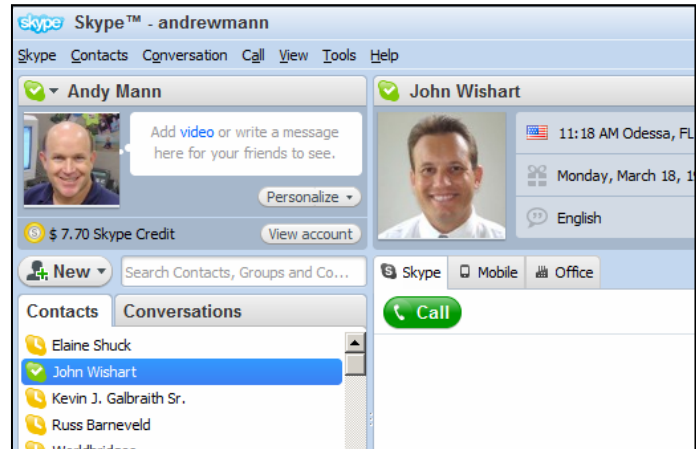 skype Skype™ - andrewmann
Skype Contacts Conversation Call View Tools Help
Andy Mann
Add video or write a message
here for your friends to see.
Personalize
$ 7.70 Skype Credit
View account
New
Search Contacts, Groups and Co...
Contacts Conversations
Elaine Shuck
John Wishart
Kevin J. Galbraith Sr.
Russ Barneveld
John Wishart
11:18 AM Odessa, FL
Monday, March 18, 1
English
Skype Mobile Office
Call